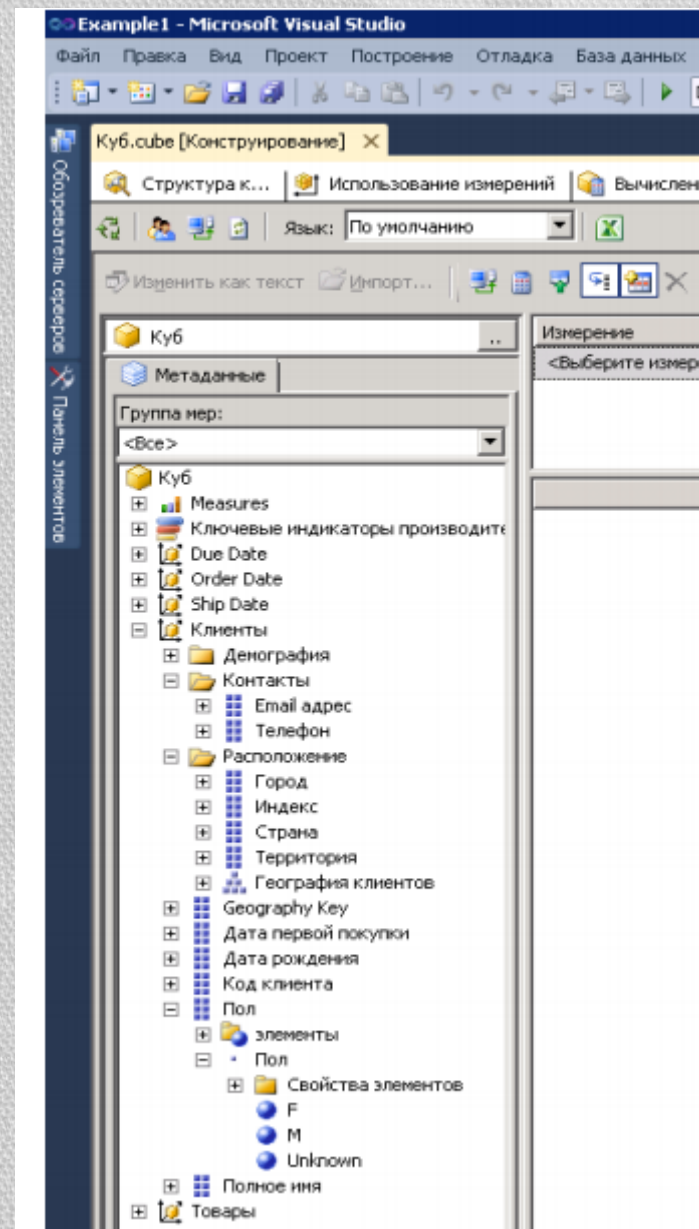 Example1 - Microsoft Visual Studio
Файл Правка Вид Проект Построение Отладка База данных
Куб.cube [Конструирование]
Структура к... Использование измерений Вычислен
Язык: По умолчанию
Изменить как текст Импорт...
Обозреватель серверов
Панель элементов
Куб ..
Измерение
Метаданные
<Выберите измер
Группа мер:
<Все>
Куб
Measures
Ключевые индикаторы производите
Due Date
Order Date
Ship Date
Клиенты
Демография
Контакты
Email адрес
Телефон
Расположение
Город
Индекс
Страна
Территория
География клиентов
Geography Key
Дата первой покупки
Дата рождения
Код клиента
Пол
элементы
Пол
Свойства элементов
F
M
Unknown
Полное имя
Товары